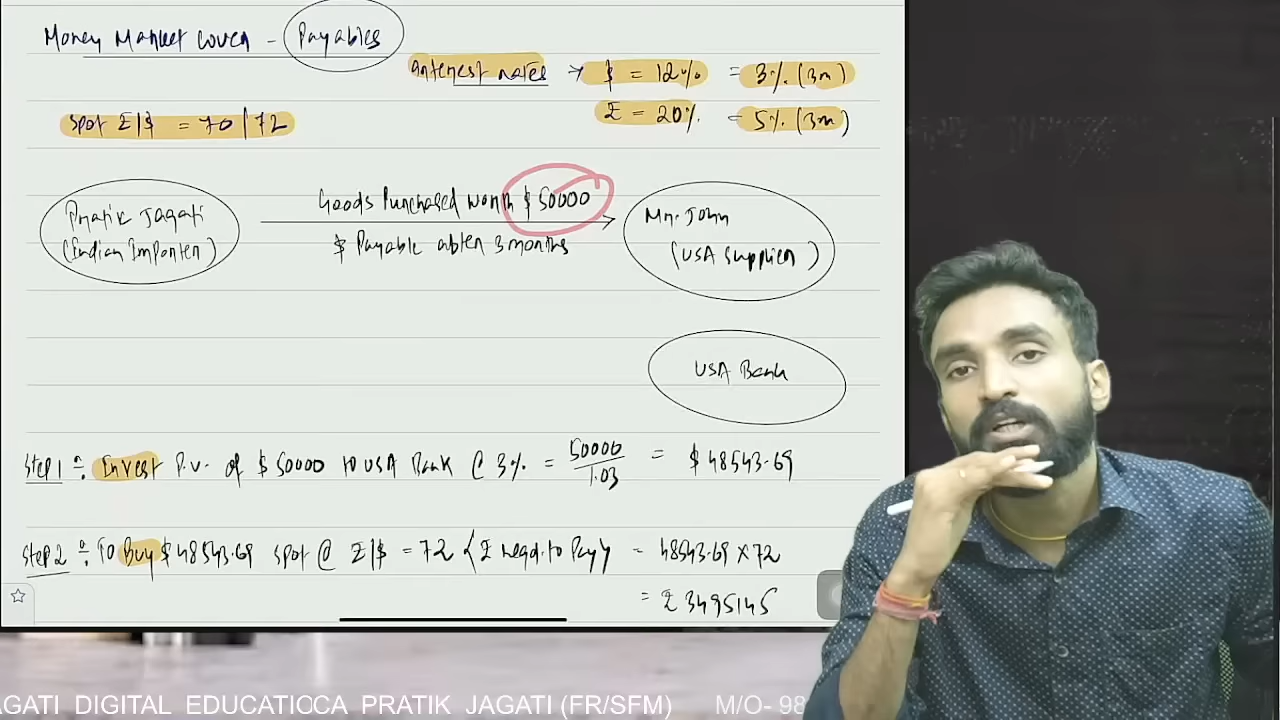 Money Market Cover - Payables
Interest rates → $ = 12% = 3% (3m)
₹ = 20% = 5% (3m)
Spot ₹/$ = 70/72
Pratik Jagati
(Indian Importer)
Goods Purchased worth $50000
$ Payable after 3 months
Mr. John
(USA Supplier)
USA Bank
Step 1 :- Invest P.V. of $50000 to USA Bank @ 3% = 50000/1.03 = $48543.69
Step 2 :- To Buy $48543.69 spot @ ₹/$ = 72 {₹ reqd. to Pay} = 48543.69 × 72
= ₹ 3495145
AGATI DIGITAL EDUCATIOCA PRATIK JAGATI (FR/SFM) M/O- 98